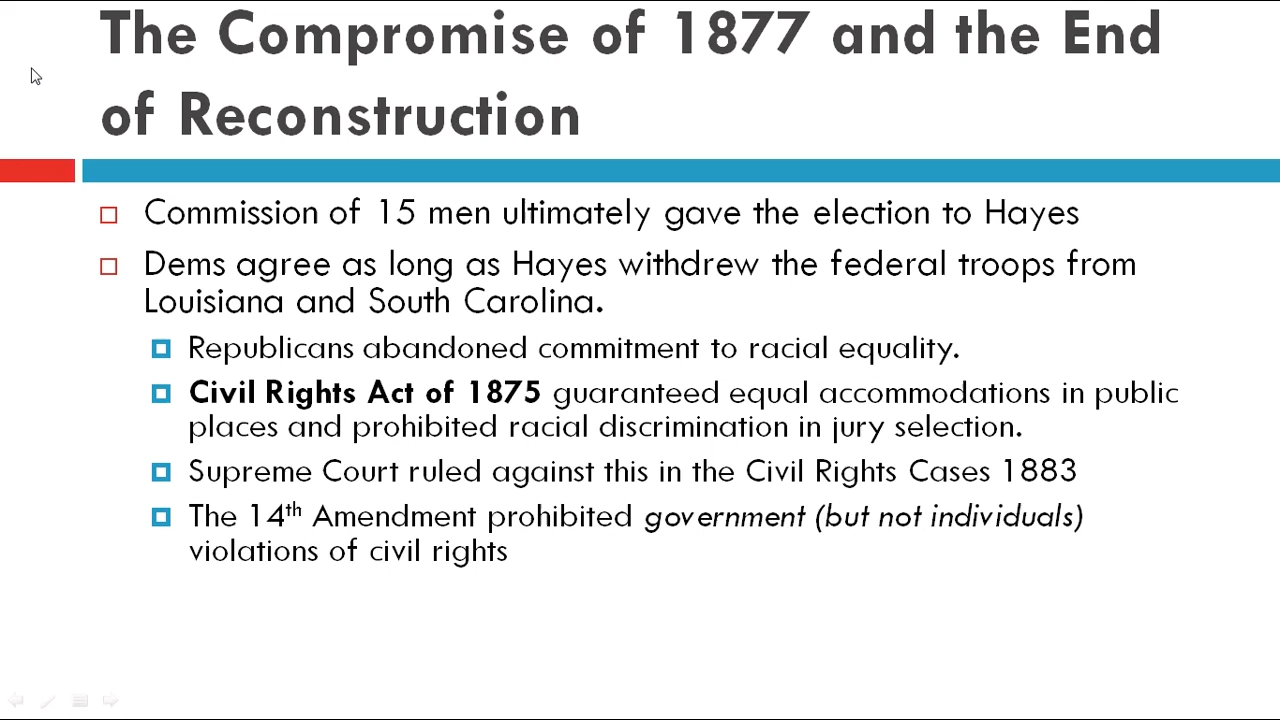 The Compromise of 1877 and the End
of Reconstruction
Commission of 15 men ultimately gave the election to Hayes
Dems agree as long as Hayes withdrew the federal troops from
Louisiana and South Carolina.
Republicans abandoned commitment to racial equality.
Civil Rights Act of 1875 guaranteed equal accommodations in public
places and prohibited racial discrimination in jury selection.
Supreme Court ruled against this in the Civil Rights Cases 1883
The 14th Amendment prohibited government (but not individuals)
violations of civil rights